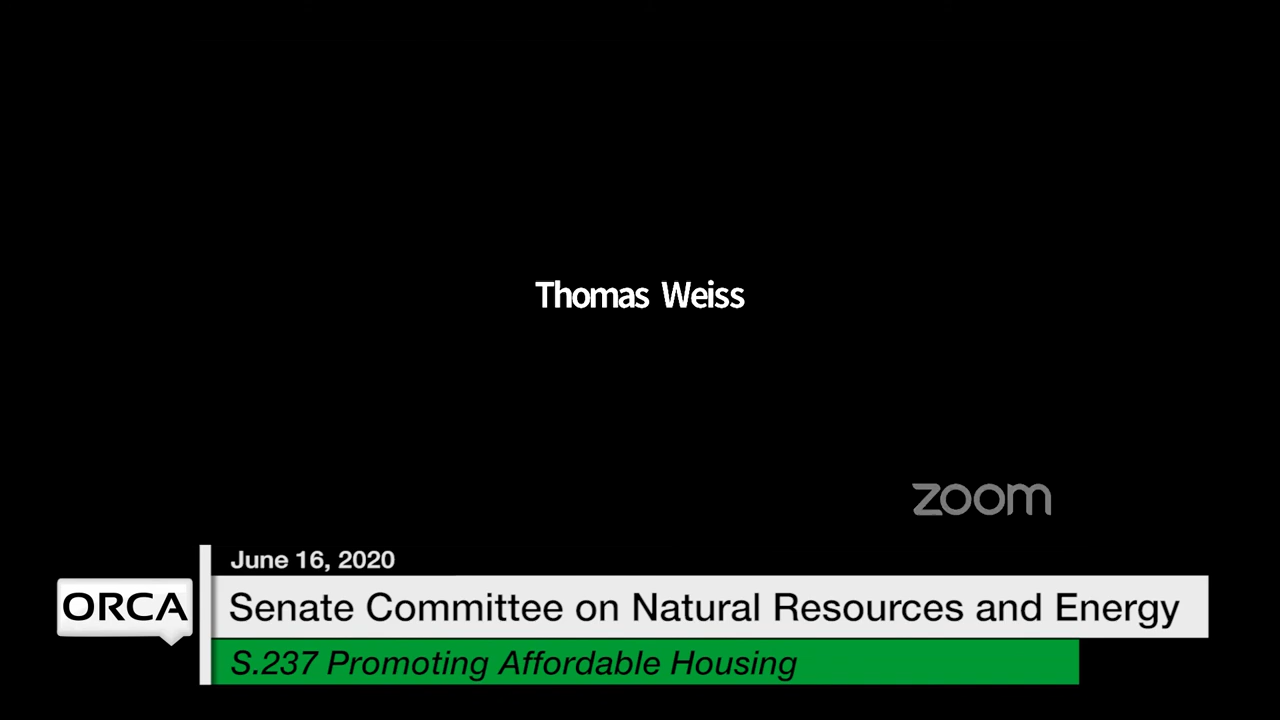 Thomas Weiss
zoom
June 16, 2020
ORCA
Senate Committee on Natural Resources and Energy
S.237 Promoting Affordable Housing